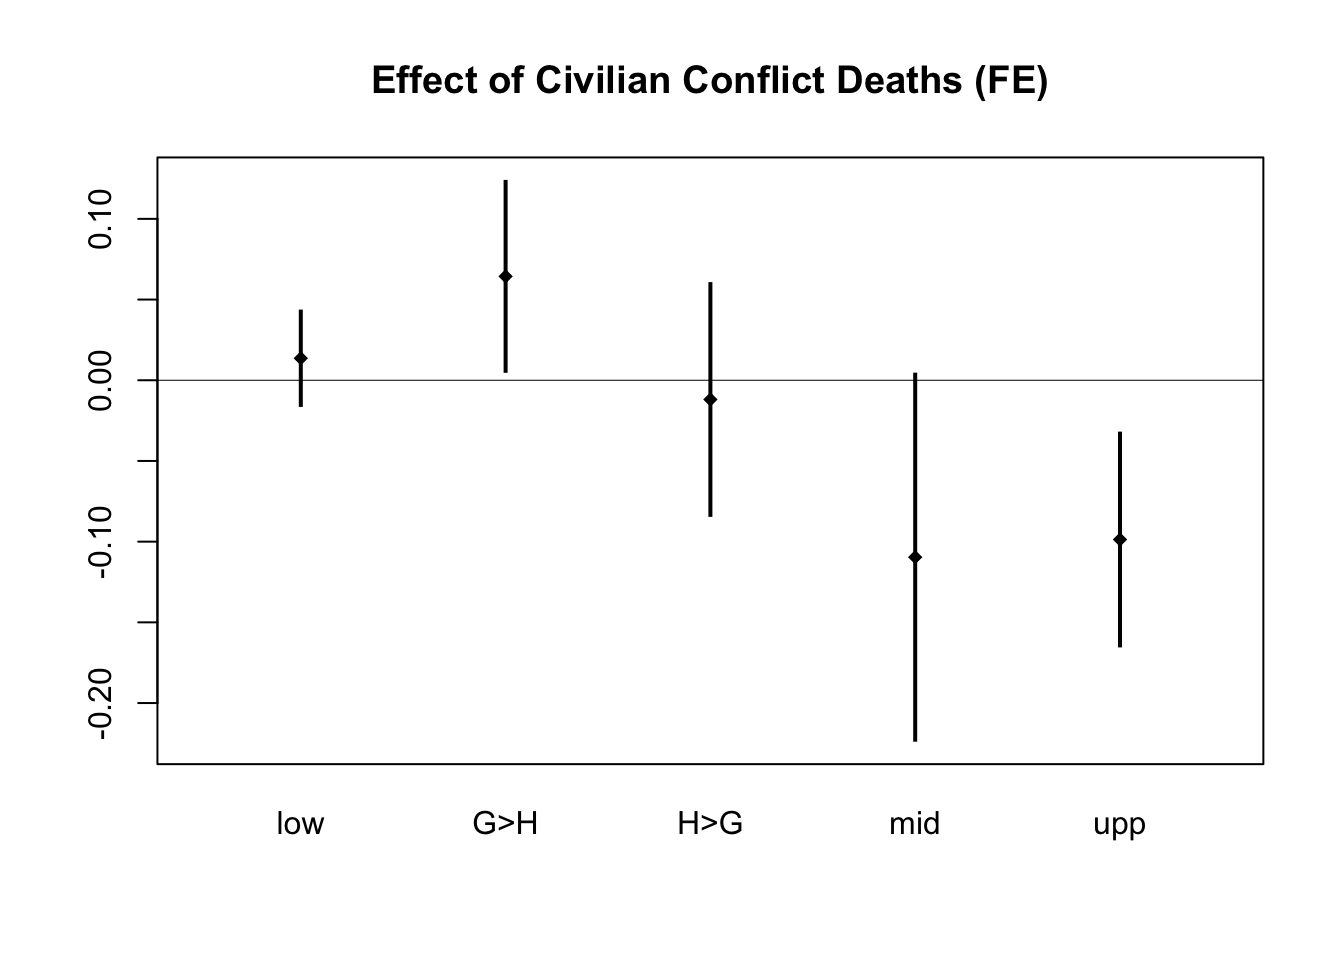 Effect of Civilian Conflict Deaths (FE)
0.10
0.00
-0.10
-0.20
low G>H H>G mid upp